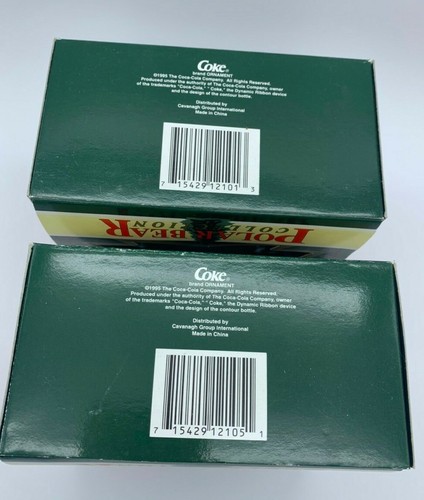 Coke®
brand ORNAMENT
©1995 The Coca-Cola Company. All Rights Reserved.
Produced under the authority of The Coca-Cola Company, owner
of the trademarks "Coca-Cola," "Coke," the Dynamic Ribbon device
and the design of the contour bottle.
Distributed by
Cavanagh Group International
Made in China
7 15429 12101 3
POLAR BEAR
COLLECTION
Coke®
brand ORNAMENT
©1995 The Coca-Cola Company. All Rights Reserved.
Produced under the authority of The Coca-Cola Company, owner
of the trademarks "Coca-Cola," "Coke," the Dynamic Ribbon device
and the design of the contour bottle.
Distributed by
Cavanagh Group International
Made in China
7 15429 12105 1